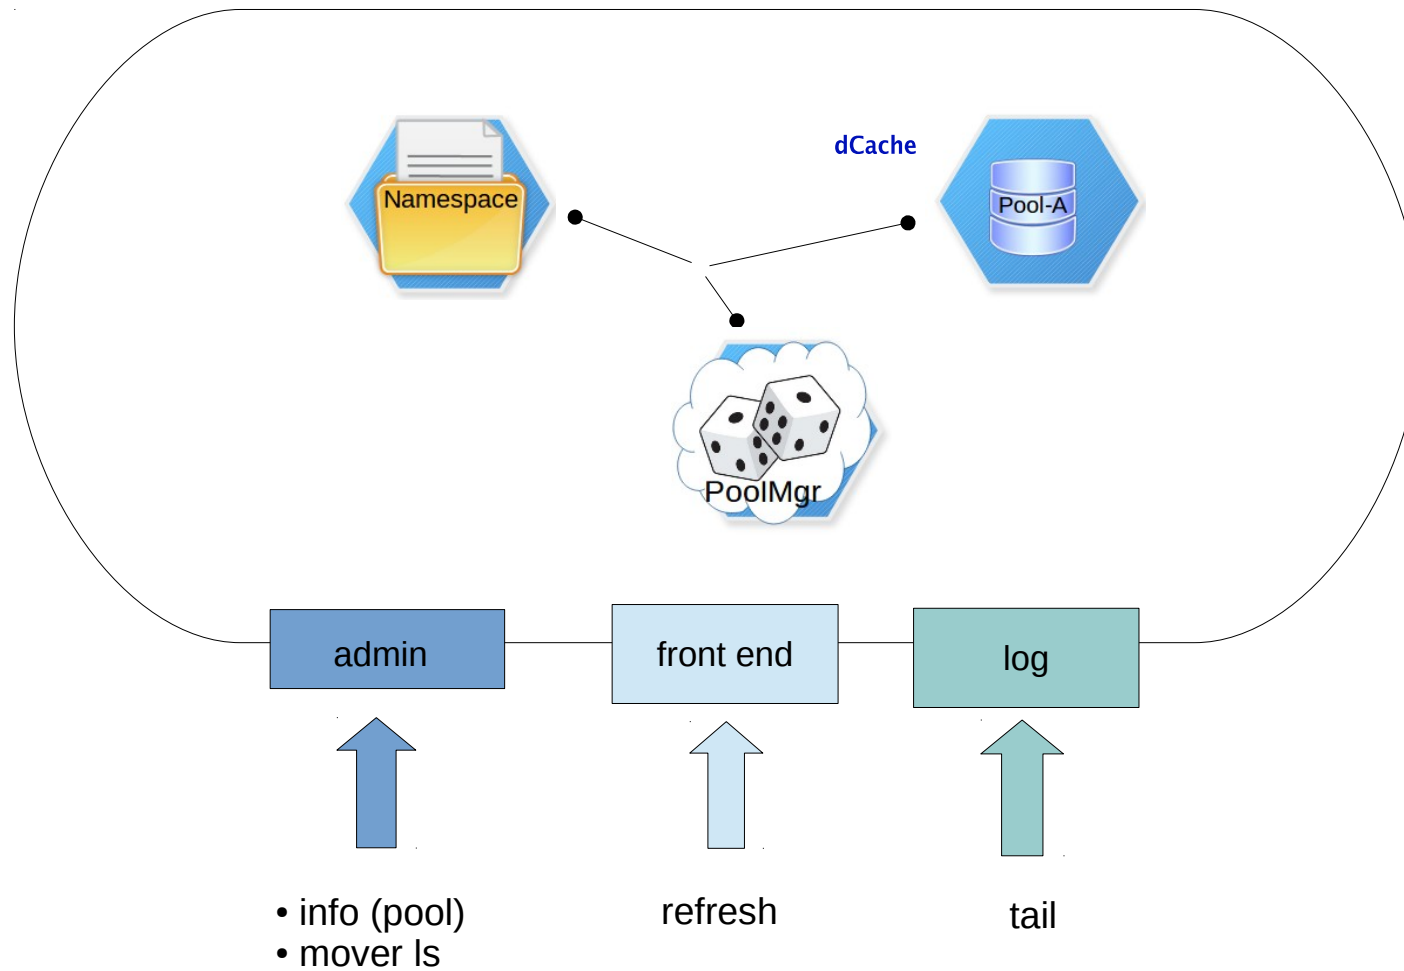 dCache
Namespace
Pool-A
PoolMgr
admin
front end
log
• info (pool)
• mover ls
refresh
tail